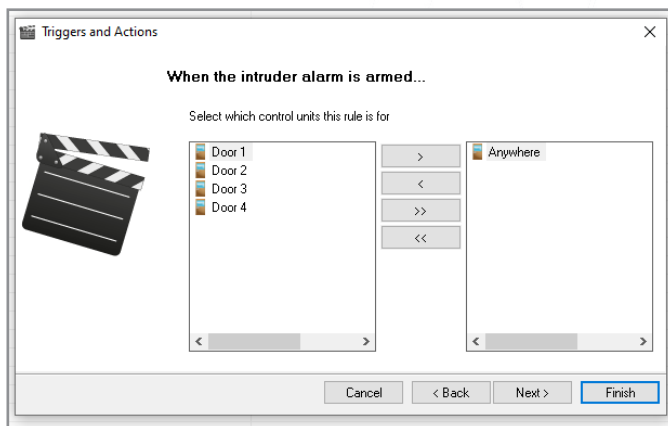 Triggers and Actions
When the intruder alarm is armed...
Select which control units this rule is for
Door 1
Door 2
Door 3
Door 4
>
<
>>
<<
Anywhere
Cancel
< Back
Next >
Finish